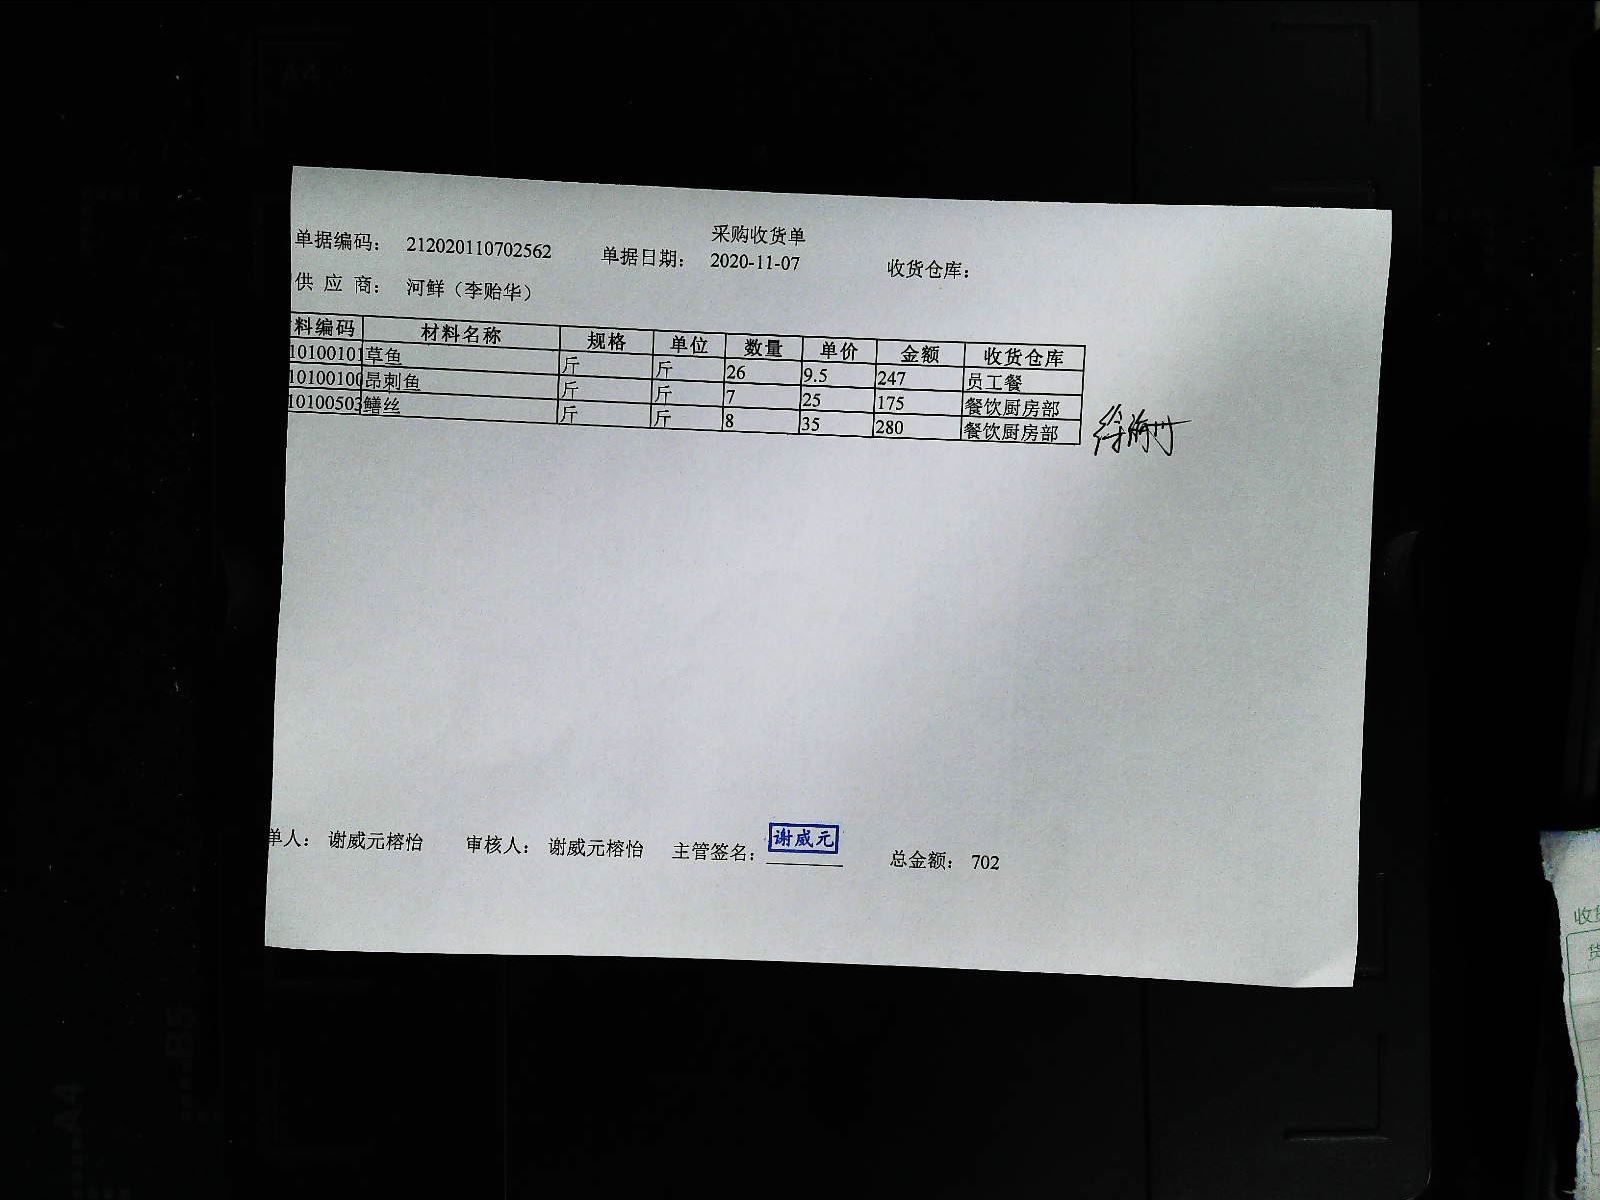 采购收货单
单据编码： 212020110702562 单据日期： 2020-11-07 收货仓库：
供 应 商： 河鲜（李贻华）
料编码 材料名称 规格 单位 数量 单价 金额 收货仓库
10100101 草鱼 斤 斤 26 9.5 247 员工餐
10100100 昂刺鱼 斤 斤 7 25 175 餐饮厨房部
10100503 鳝丝 斤 斤 8 35 280 餐饮厨房部
单人： 谢威元榕怡 审核人： 谢威元榕怡 主管签名： 谢威元 总金额： 702
收货
A4
B5